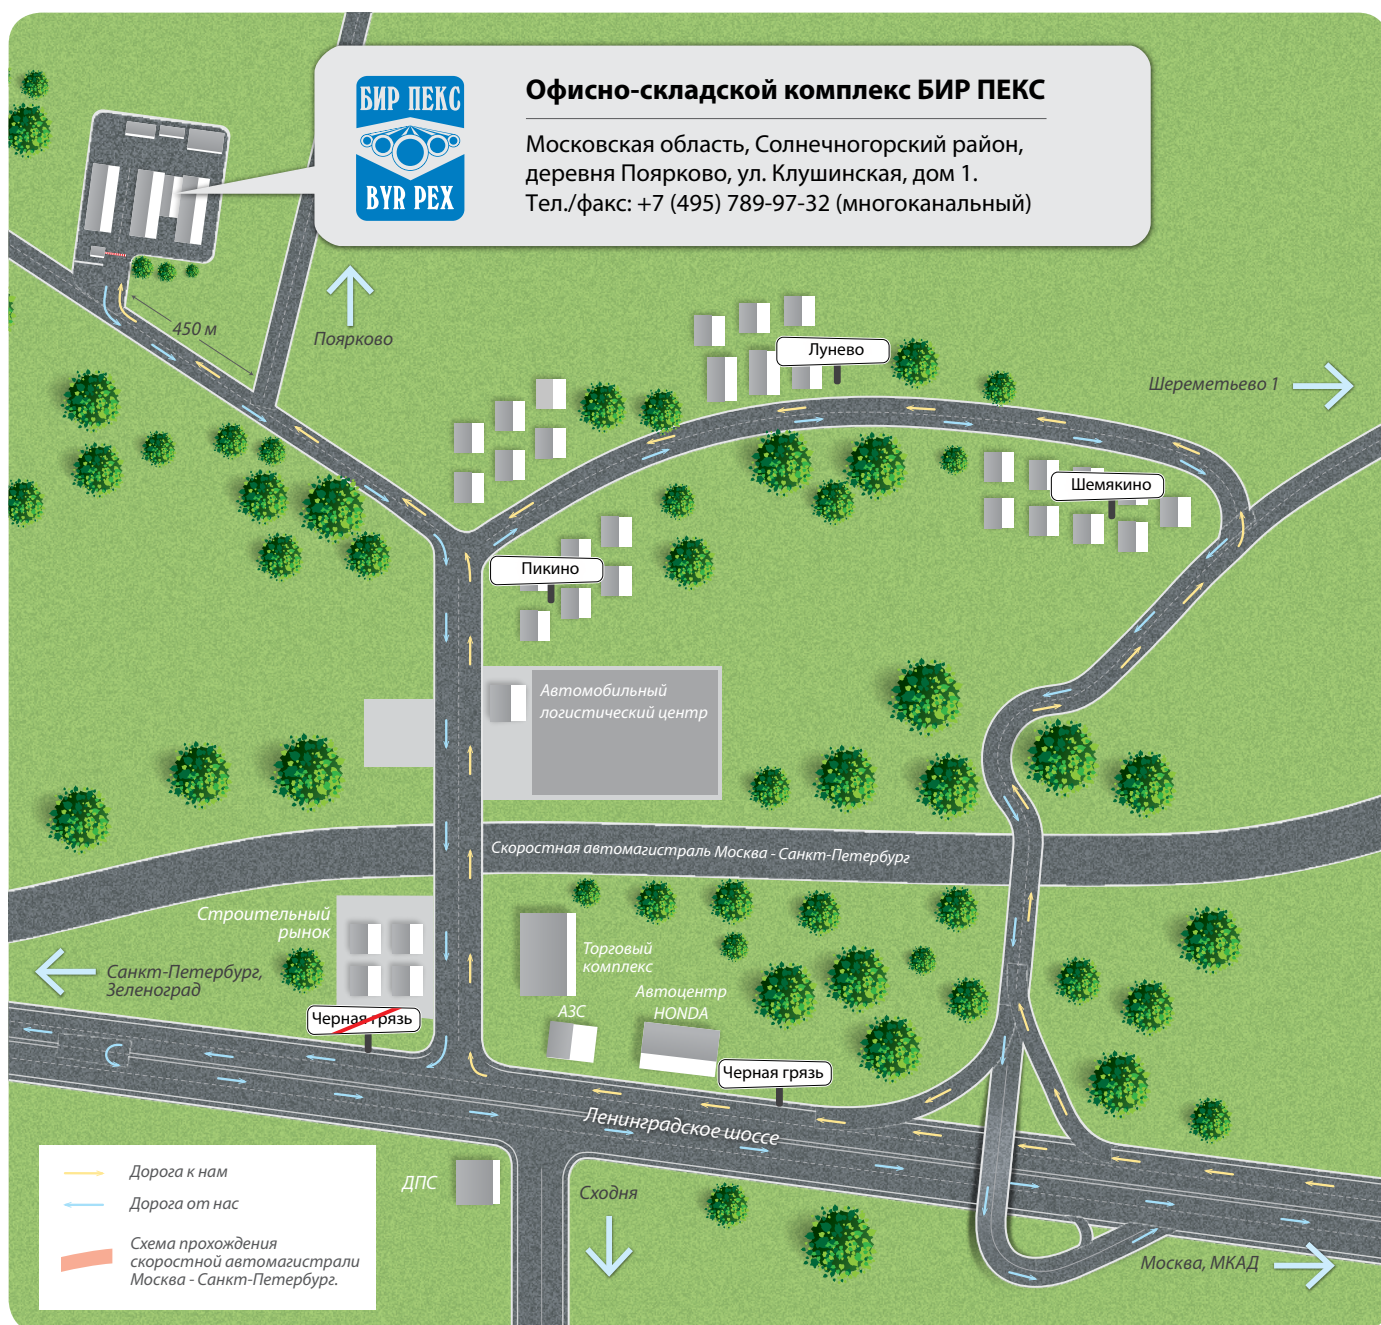 БИР ПЕКС
BYR PEX
Офисно-складской комплекс БИР ПЕКС
Московская область, Солнечногорский район,
деревня Поярково, ул. Клушинская, дом 1.
Тел./факс: +7 (495) 789-97-32 (многоканальный)
450 м
Поярково
Лунево
Шереметьево 1
Шемякино
Пикино
Автомобильный
логистический центр
Скоростная автомагистраль Москва - Санкт-Петербург
Строительный
рынок
Торговый
комплекс
Санкт-Петербург,
Зеленоград
Автоцентр
HONDA
АЗС
Черная грязь
Черная грязь
Ленинградское шоссе
ДПС
Сходня
Москва, МКАД
Дорога к нам
Дорога от нас
Схема прохождения
скоростной автомагистрали
Москва - Санкт-Петербург.